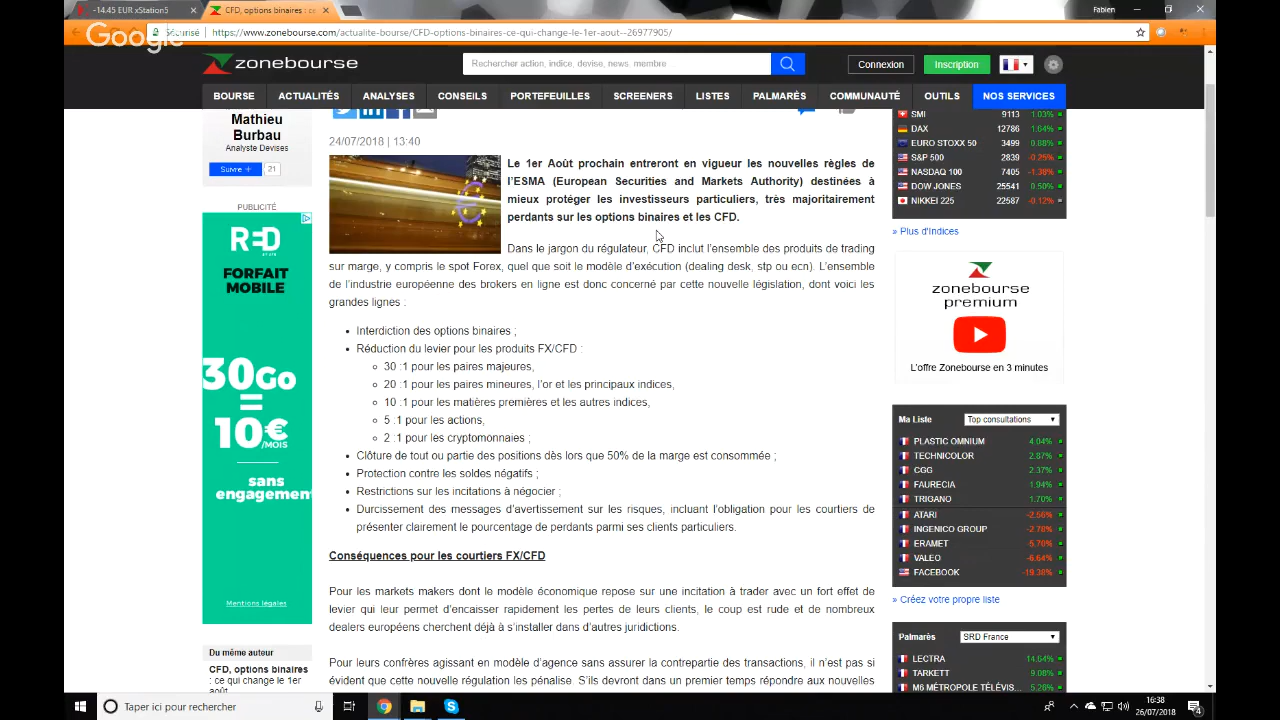 -14.45 EUR xStation5
CFD, options binaires : ce
Fabien
Google
Sécurisé
https://www.zonebourse.com/actualite-bourse/CFD-options-binaires-ce-qui-change-le-1er-aout--26977905/
zonebourse
Rechercher action, indice, devise, news, membre ...
Connexion
Inscription
BOURSE ACTUALITÉS ANALYSES CONSEILS PORTEFEUILLES SCREENERS LISTES PALMARÈS COMMUNAUTÉ OUTILS NOS SERVICES
Mathieu
Burbau
Analyste Devises
Suivre + 21
PUBLICITÉ
RED
FORFAIT
MOBILE
30Go
=
10€
/MOIS
sans
engagement
Mentions légales
Du même auteur
CFD, options binaires
: ce qui change le 1er
août
24/07/2018 | 13:40
Le 1er Août prochain entreront en vigueur les nouvelles règles de
l'ESMA (European Securities and Markets Authority) destinées à
mieux protéger les investisseurs particuliers, très majoritairement
perdants sur les options binaires et les CFD.
Dans le jargon du régulateur, CFD inclut l'ensemble des produits de trading
sur marge, y compris le spot Forex, quel que soit le modèle d'exécution (dealing desk, stp ou ecn). L'ensemble
de l'industrie européenne des brokers en ligne est donc concerné par cette nouvelle législation, dont voici les
grandes lignes :
• Interdiction des options binaires ;
• Réduction du levier pour les produits FX/CFD :
○ 30 :1 pour les paires majeures,
○ 20 :1 pour les paires mineures, l'or et les principaux indices,
○ 10 :1 pour les matières premières et les autres indices,
○ 5 :1 pour les actions,
○ 2 :1 pour les cryptomonnaies ;
• Clôture de tout ou partie des positions dès lors que 50% de la marge est consommée ;
• Protection contre les soldes négatifs ;
• Restrictions sur les incitations à négocier ;
• Durcissement des messages d'avertissement sur les risques, incluant l'obligation pour les courtiers de
présenter clairement le pourcentage de perdants parmi ses clients particuliers.
Conséquences pour les courtiers FX/CFD
Pour les markets makers dont le modèle économique repose sur une incitation à trader avec un fort effet de
levier qui leur permet d'encaisser rapidement les pertes de leurs clients, le coup est rude et de nombreux
dealers européens cherchent déjà à s'installer dans d'autres juridictions.
Pour leurs confrères agissant en modèle d'agence sans assurer la contrepartie des transactions, il n'est pas si
évident que cette nouvelle régulation les pénalise. S'ils devront dans un premier temps répondre aux nouvelles
SMI 9113 1.03%
DAX 12786 1.64%
EURO STOXX 50 3499 0.88%
S&P 500 2839 -0.25%
NASDAQ 100 7405 -1.38%
DOW JONES 25541 0.50%
NIKKEI 225 22587 -0.12%
» Plus d'Indices
zonebourse
premium
L'offre Zonebourse en 3 minutes
Ma Liste Top consultations
PLASTIC OMNIUM 4.04%
TECHNICOLOR 2.87%
CGG 2.37%
FAURECIA 1.94%
TRIGANO 1.70%
ATARI -2.56%
INGENICO GROUP -2.70%
ERAMET -5.70%
VALEO -6.64%
FACEBOOK -19.38%
» Créez votre propre liste
Palmarès SRD France
LECTRA 14.64%
TARKETT 9.08%
M6 MÉTROPOLE TÉLÉVIS... 5.26%
Taper ici pour rechercher
16:38
26/07/2018
4